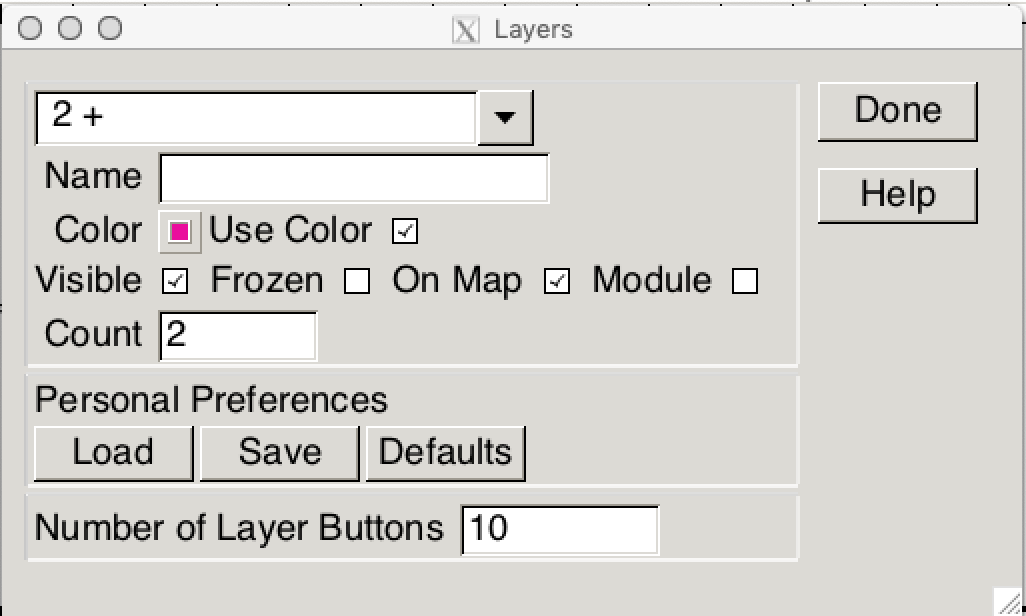 Layers
2 +
Done
Name
Help
Color Use Color
Visible Frozen On Map Module
Count 2
Personal Preferences
Load Save Defaults
Number of Layer Buttons 10